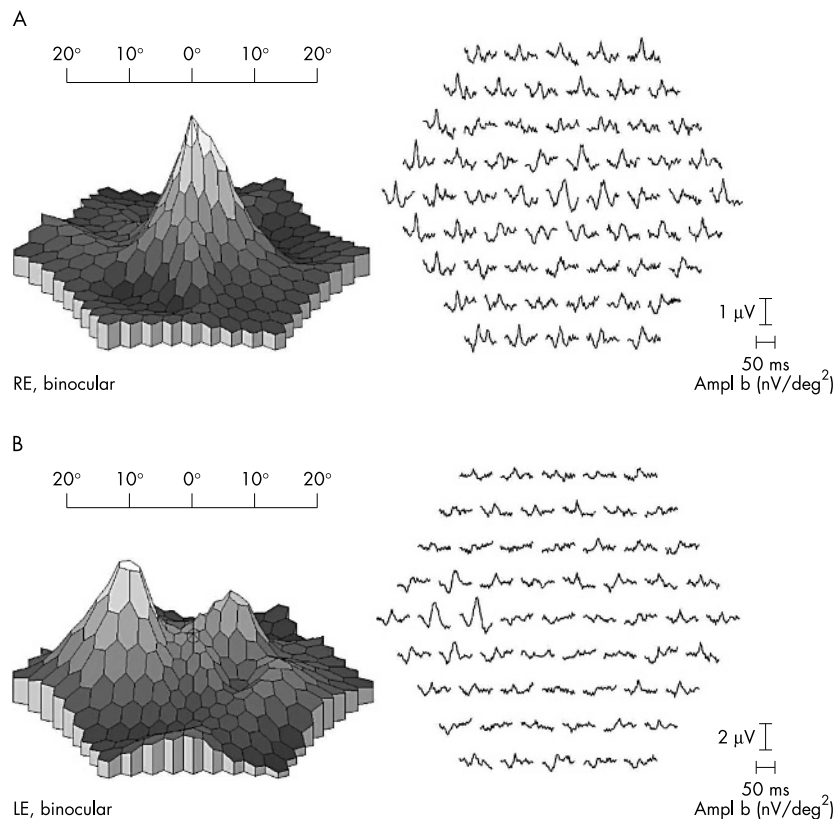 A
20° 10° 0° 10° 20°
1 μV
50 ms
RE, binocular
Ampl b (nV/deg²)
B
20° 10° 0° 10° 20°
2 μV
50 ms
LE, binocular
Ampl b (nV/deg²)